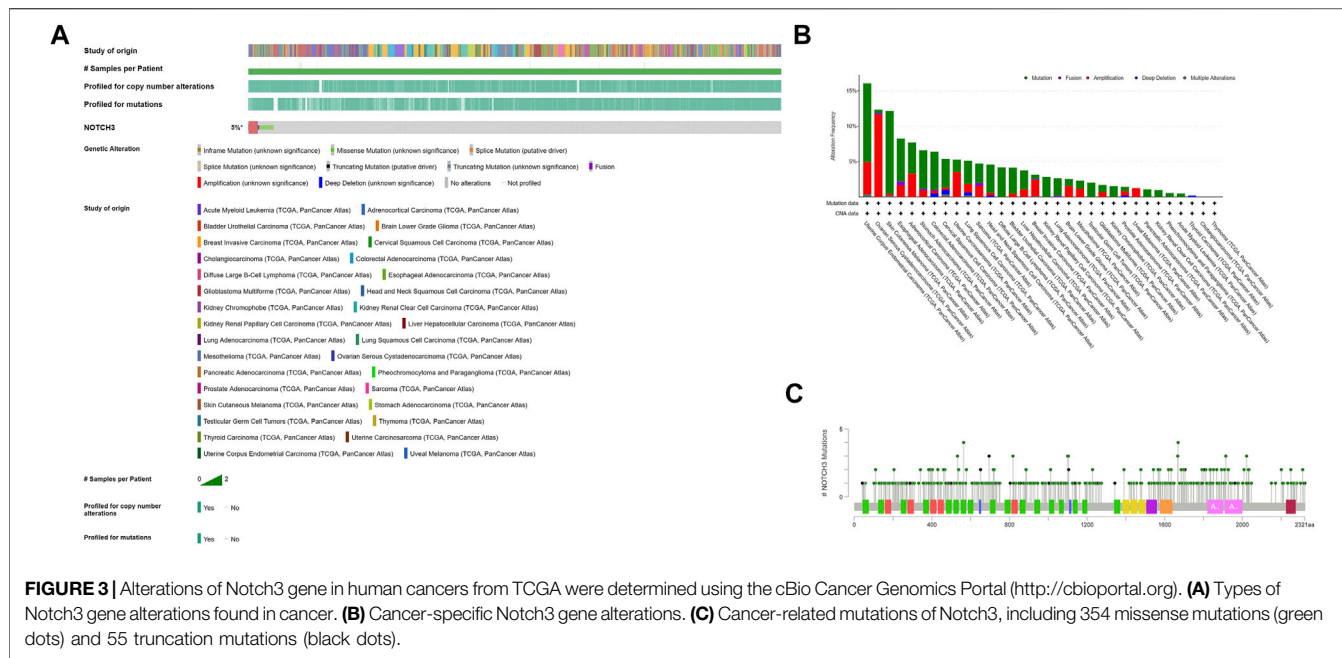 A
Study of origin
# Samples per Patient
Profiled for copy number alterations
Profiled for mutations
NOTCH3
5%*
Genetic Alteration
Inframe Mutation (unknown significance) Missense Mutation (unknown significance) Splice Mutation (putative driver)
Splice Mutation (unknown significance) Truncating Mutation (putative driver) Truncating Mutation (unknown significance) Fusion
Amplification (unknown significance) Deep Deletion (unknown significance) No alterations Not profiled
Study of origin
Acute Myeloid Leukemia (TCGA, PanCancer Atlas) Adrenocortical Carcinoma (TCGA, PanCancer Atlas)
Bladder Urothelial Carcinoma (TCGA, PanCancer Atlas) Brain Lower Grade Glioma (TCGA, PanCancer Atlas)
Breast Invasive Carcinoma (TCGA, PanCancer Atlas) Cervical Squamous Cell Carcinoma (TCGA, PanCancer Atlas)
Cholangiocarcinoma (TCGA, PanCancer Atlas) Colorectal Adenocarcinoma (TCGA, PanCancer Atlas)
Diffuse Large B-Cell Lymphoma (TCGA, PanCancer Atlas) Esophageal Adenocarcinoma (TCGA, PanCancer Atlas)
Glioblastoma Multiforme (TCGA, PanCancer Atlas) Head and Neck Squamous Cell Carcinoma (TCGA, PanCancer Atlas)
Kidney Chromophobe (TCGA, PanCancer Atlas) Kidney Renal Clear Cell Carcinoma (TCGA, PanCancer Atlas)
Kidney Renal Papillary Cell Carcinoma (TCGA, PanCancer Atlas) Liver Hepatocellular Carcinoma (TCGA, PanCancer Atlas)
Lung Adenocarcinoma (TCGA, PanCancer Atlas) Lung Squamous Cell Carcinoma (TCGA, PanCancer Atlas)
Mesothelioma (TCGA, PanCancer Atlas) Ovarian Serous Cystadenocarcinoma (TCGA, PanCancer Atlas)
Pancreatic Adenocarcinoma (TCGA, PanCancer Atlas) Pheochromocytoma and Paraganglioma (TCGA, PanCancer Atlas)
Prostate Adenocarcinoma (TCGA, PanCancer Atlas) Sarcoma (TCGA, PanCancer Atlas)
Skin Cutaneous Melanoma (TCGA, PanCancer Atlas) Stomach Adenocarcinoma (TCGA, PanCancer Atlas)
Testicular Germ Cell Tumors (TCGA, PanCancer Atlas) Thymoma (TCGA, PanCancer Atlas)
Thyroid Carcinoma (TCGA, PanCancer Atlas) Uterine Carcinosarcoma (TCGA, PanCancer Atlas)
Uterine Corpus Endometrial Carcinoma (TCGA, PanCancer Atlas) Uveal Melanoma (TCGA, PanCancer Atlas)
# Samples per Patient
0 2
Profiled for copy number
alterations
Yes No
Profiled for mutations
Yes No
B
Mutation Fusion Amplification Deep Deletion Multiple Alterations
Alteration Frequency
15%
10%
5%
Mutation data
CNA data
C
# NOTCH3 Mutations
5
0
A... A...
0 400 800 1200 1600 2000 2321aa
FIGURE 3 | Alterations of Notch3 gene in human cancers from TCGA were determined using the cBio Cancer Genomics Portal (http://cbioportal.org). (A) Types of
Notch3 gene alterations found in cancer. (B) Cancer-specific Notch3 gene alterations. (C) Cancer-related mutations of Notch3, including 354 missense mutations (green
dots) and 55 truncation mutations (black dots).